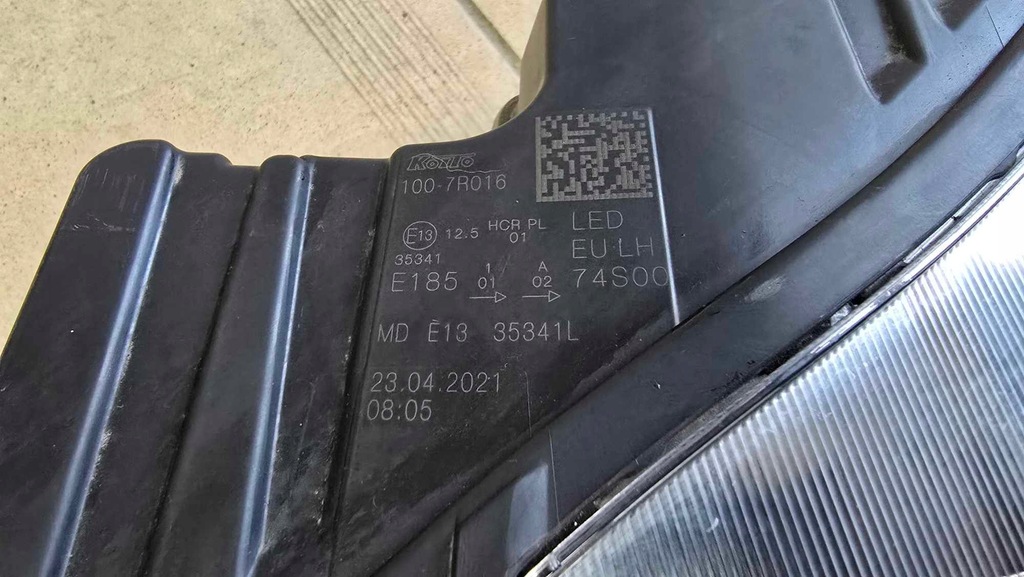 KOITO
100-7R016
E13 12.5 HCR PL
01
35341
LED
EU LH
E185 1 A 74S00
01 02
MD E13 35341L
23.04.2021
08:05